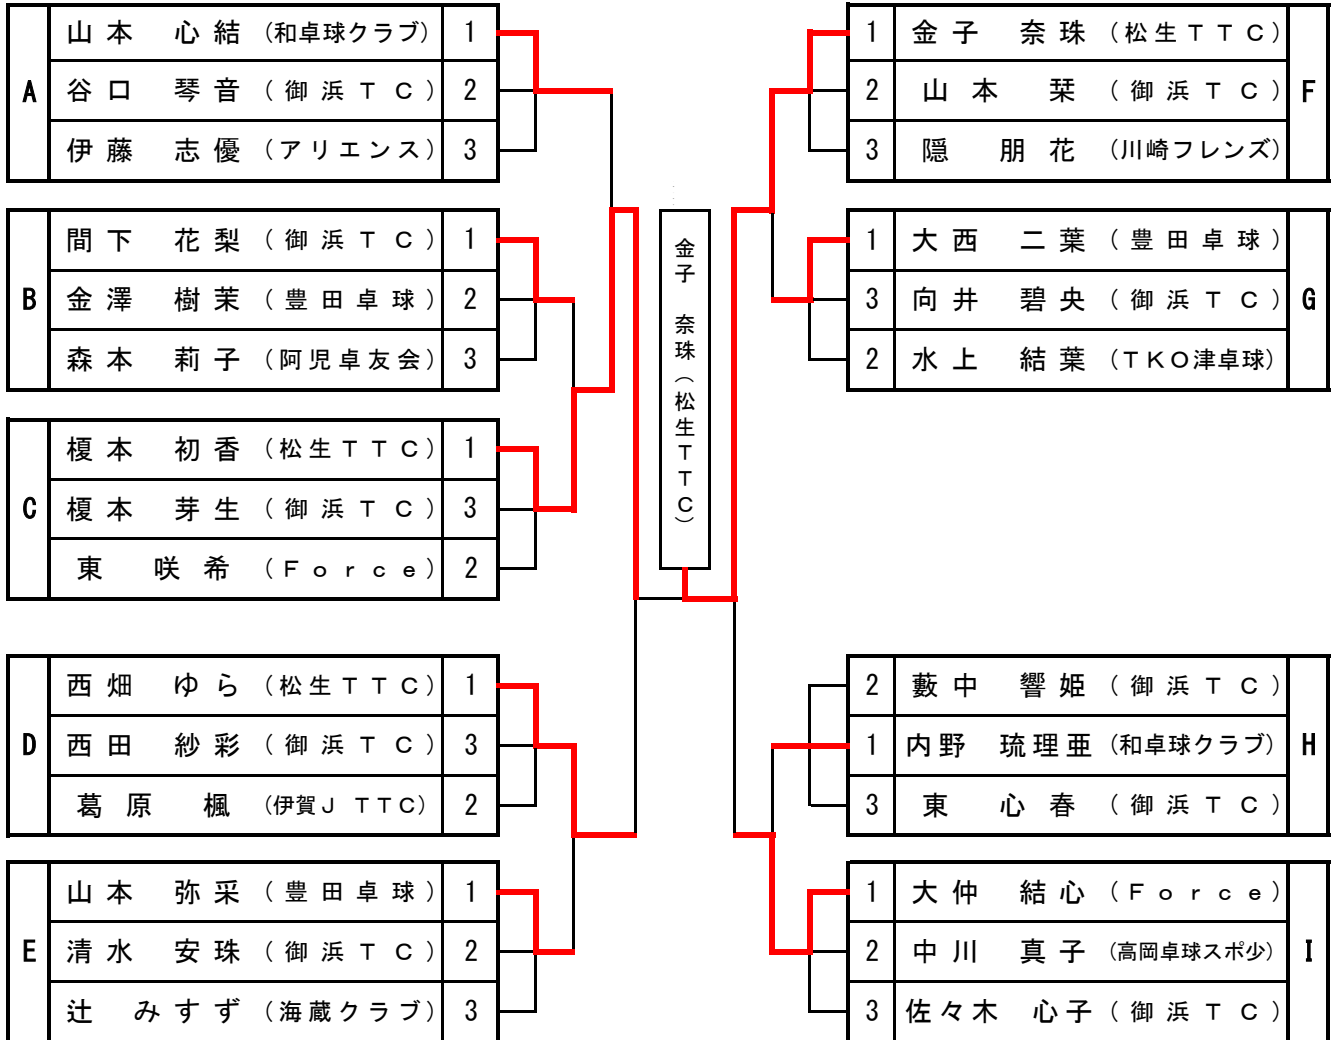 A
山本 心結 (和卓球クラブ) 1
谷口 琴音 (御浜TC) 2
伊藤 志優 (アリエンス) 3
B
間下 花梨 (御浜TC) 1
金澤 樹茉 (豊田卓球) 2
森本 莉子 (阿児卓友会) 3
C
榎本 初香 (松生TTC) 1
榎本 芽生 (御浜TC) 3
東 咲希 (Force) 2
D
西畑 ゆら (松生TTC) 1
西田 紗彩 (御浜TC) 3
葛原 楓 (伊賀J TTC) 2
E
山本 弥采 (豊田卓球) 1
清水 安珠 (御浜TC) 2
辻 みすず (海蔵クラブ) 3
金子 奈珠(松生TTC)
F
1 金子 奈珠 (松生TTC)
2 山本 栞 (御浜TC)
3 隠 朋花 (川崎フレンズ)
G
1 大西 二葉 (豊田卓球)
3 向井 碧央 (御浜TC)
2 水上 結葉 (TKO津卓球)
H
2 藪中 響姫 (御浜TC)
1 内野 琉理亜 (和卓球クラブ)
3 東 心春 (御浜TC)
I
1 大仲 結心 (Force)
2 中川 真子 (高岡卓球スポ少)
3 佐々木 心子 (御浜TC)